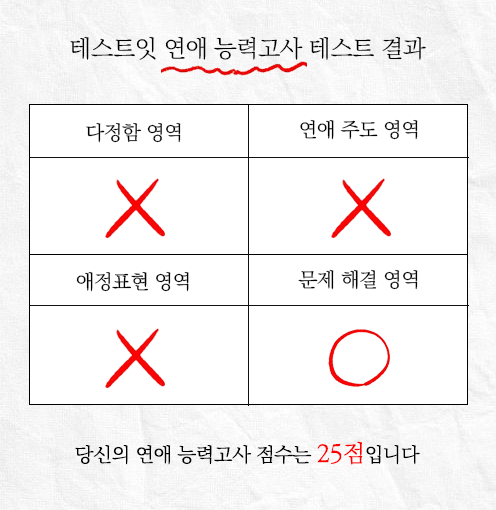 테스트잇 연애 능력고사 테스트 결과
다정함 영역
연애 주도 영역
애정표현 영역
문제 해결 영역
당신의 연애 능력고사 점수는 25점입니다